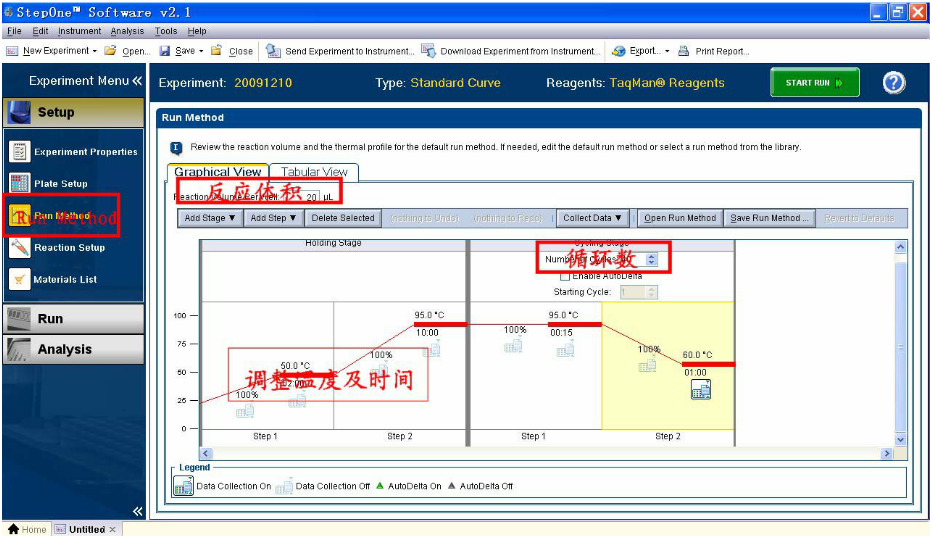 StepOne™ Software v2.1
File Edit Instrument Analysis Tools Help
New Experiment Open... Save Close Send Experiment to Instrument... Download Experiment from Instrument... Export... Print Report...
Experiment Menu «
Experiment: 20091210 Type: Standard Curve Reagents: TaqMan® Reagents START RUN
Setup
Run Method
Review the reaction volume and the thermal profile for the default run method. If needed, edit the default run method or select a run method from the library.
Experiment Properties
Graphical View Tabular View
Plate Setup
反应体积
Reaction Volume Per Well: 20 µL
Run Method
Run Method
Add Stage ▼ Add Step ▼ Delete Selected (nothing to Undo) (nothing to Redo) Collect Data ▼ Open Run Method Save Run Method ... Revert to Defaults
Reaction Setup
Holding Stage Cycling Stage
循环数
Number of Cycles:
Enable AutoDelta
Materials List
Starting Cycle: 1
Run
Analysis
100
75
50
25
0
95.0 °C
10:00
95.0 °C
00:15
100%
100%
100%
60.0 °C
01:00
50.0 °C
02:00
调整温度及时间
100%
Step 1 Step 2 Step 1 Step 2
Legend
Data Collection On Data Collection Off AutoDelta On AutoDelta Off
«
Home Untitled ×